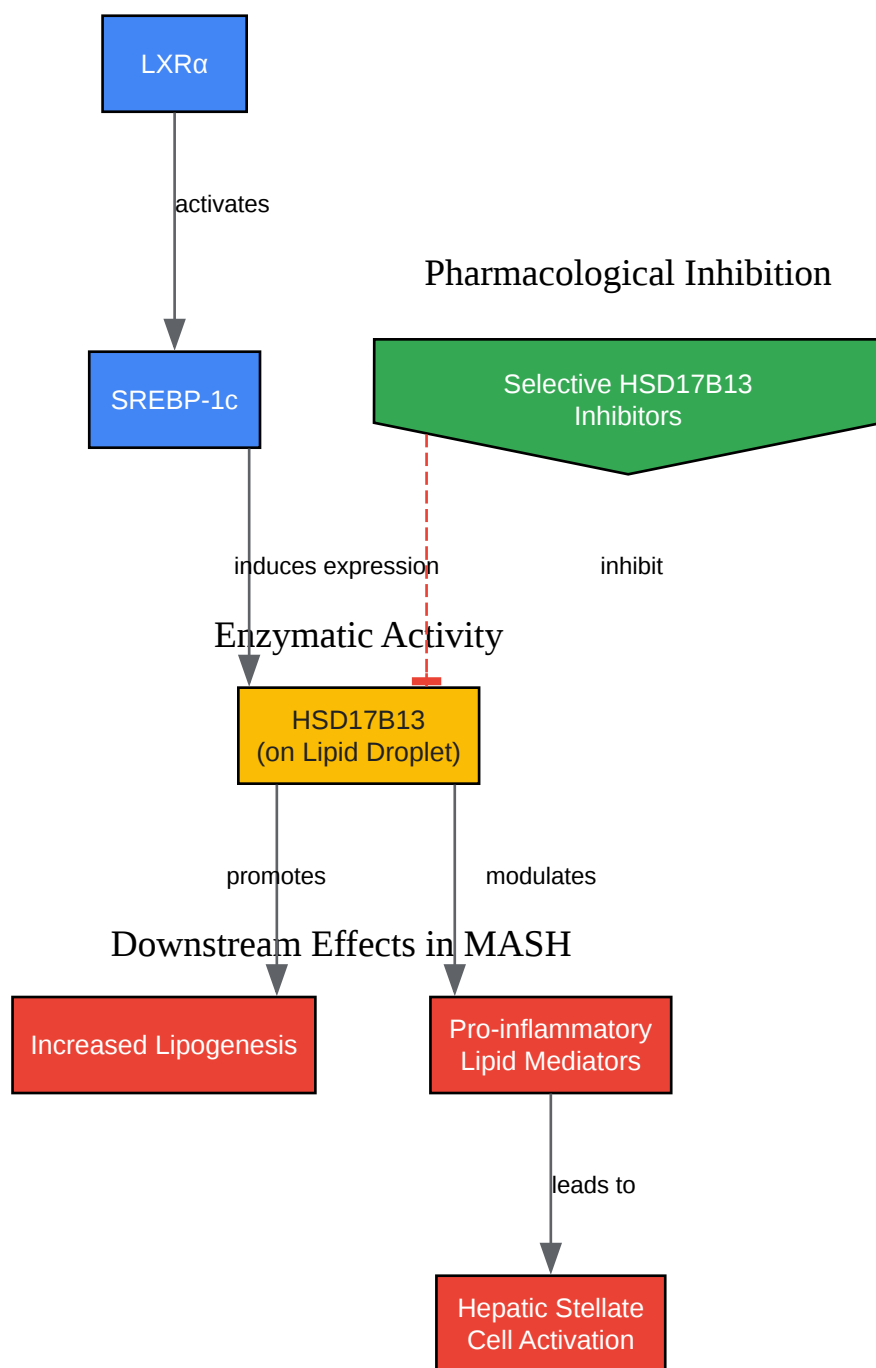 LXRα
activates
Pharmacological Inhibition
SREBP-1c
Selective HSD17B13
Inhibitors
induces expression
inhibit
Enzymatic Activity
HSD17B13
(on Lipid Droplet)
promotes
modulates
Downstream Effects in MASH
Increased Lipogenesis
Pro-inflammatory
Lipid Mediators
leads to
Hepatic Stellate
Cell Activation